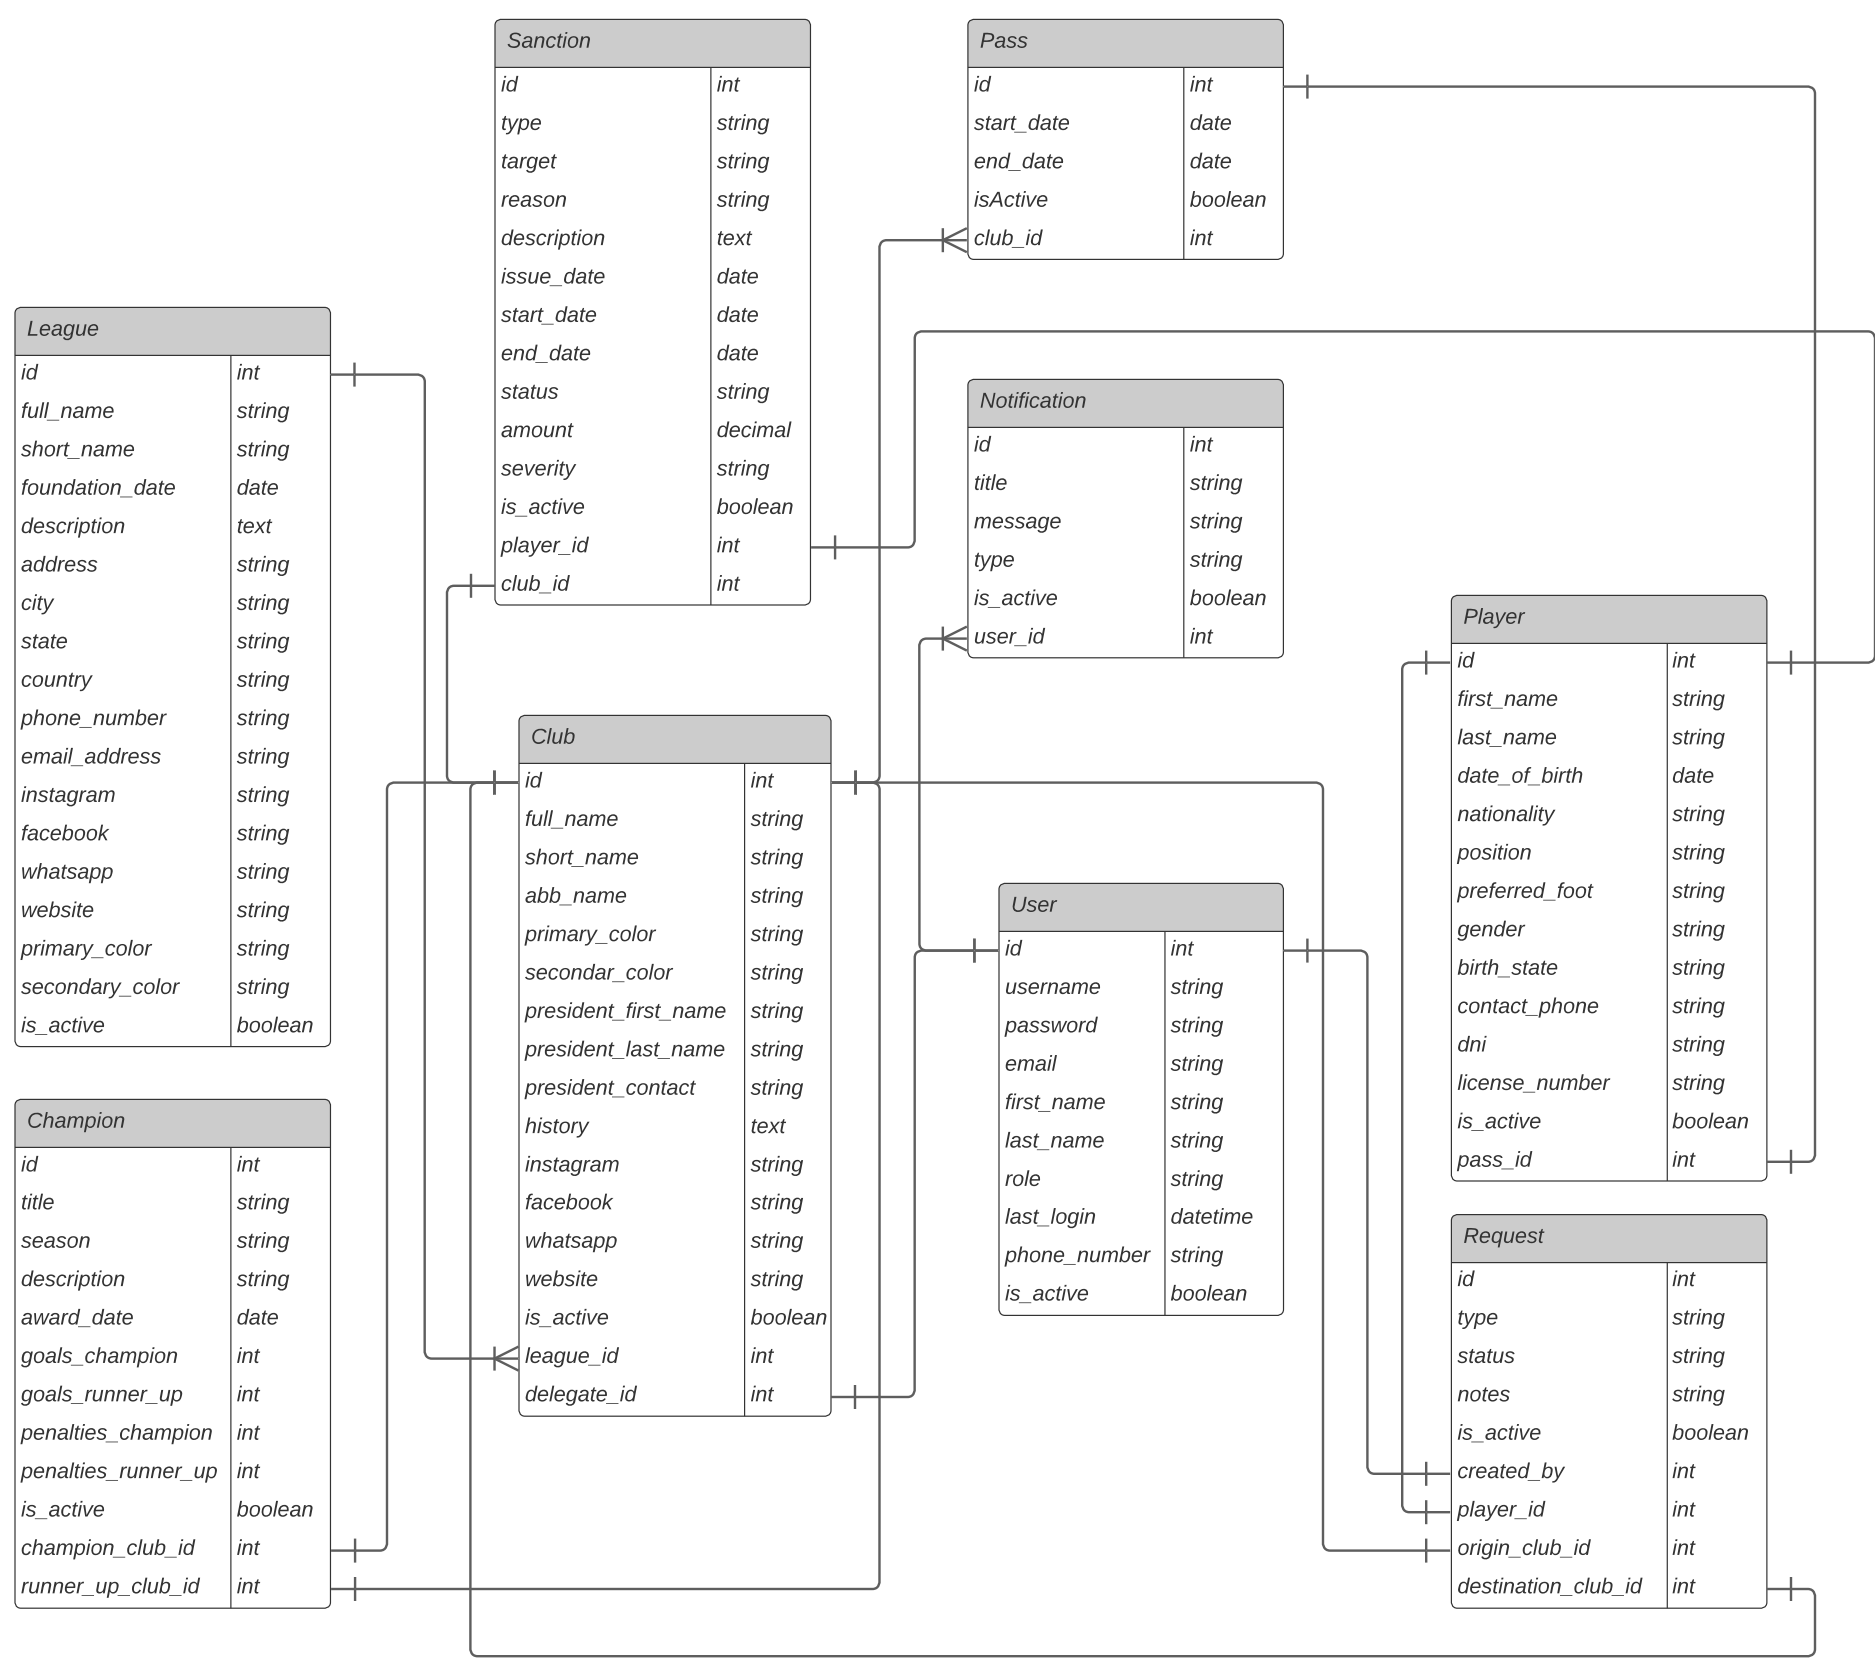 Sanction
id int
type string
target string
reason string
description text
issue_date date
start_date date
end_date date
status string
amount decimal
severity string
is_active boolean
player_id int
club_id int
Pass
id int
start_date date
end_date date
isActive boolean
club_id int
League
id int
full_name string
short_name string
foundation_date date
description text
address string
city string
state string
country string
phone_number string
email_address string
instagram string
facebook string
whatsapp string
website string
primary_color string
secondary_color string
is_active boolean
Notification
id int
title string
message string
type string
is_active boolean
user_id int
Player
id int
first_name string
last_name string
date_of_birth date
nationality string
position string
preferred_foot string
gender string
birth_state string
contact_phone string
dni string
license_number string
is_active boolean
pass_id int
Club
id int
full_name string
short_name string
abb_name string
primary_color string
secondar_color string
president_first_name string
president_last_name string
president_contact string
history text
instagram string
facebook string
whatsapp string
website string
is_active boolean
league_id int
delegate_id int
User
id int
username string
password string
email string
first_name string
last_name string
role string
last_login datetime
phone_number string
is_active boolean
Champion
id int
title string
season string
description string
award_date date
goals_champion int
goals_runner_up int
penalties_champion int
penalties_runner_up int
is_active boolean
champion_club_id int
runner_up_club_id int
Request
id int
type string
status string
notes string
is_active boolean
created_by int
player_id int
origin_club_id int
destination_club_id int